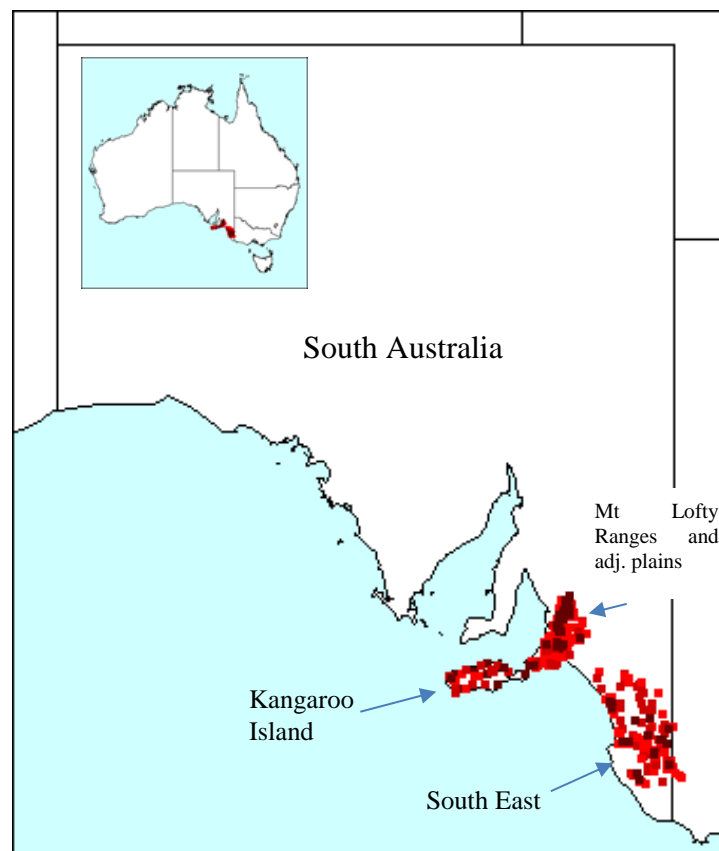 South Australia
Mt Lofty
Ranges and
adj. plains
Kangaroo
Island
South East